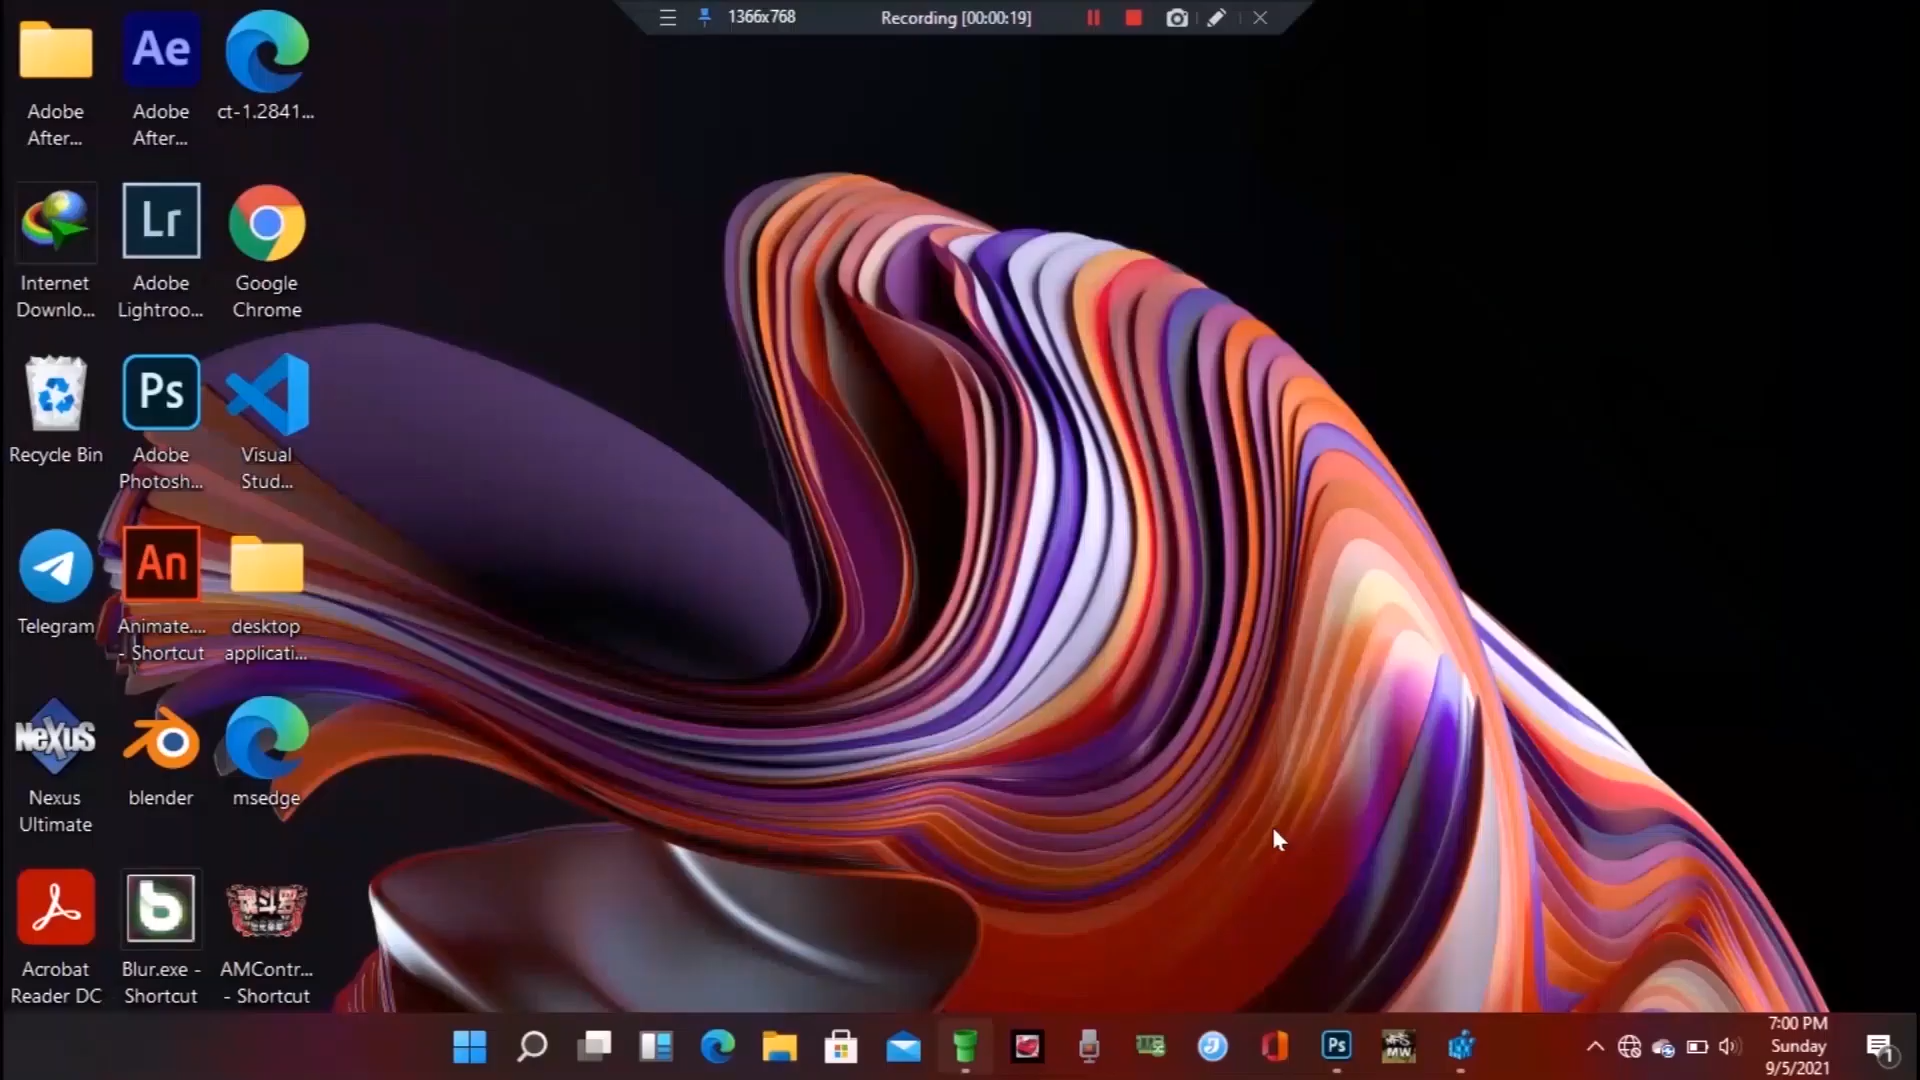 1366x768
Recording [00:00:19]
Adobe
After...
Ae
Adobe
After...
ct-1.2841...
Internet
Downlo...
Lr
Adobe
Lightroo...
Google
Chrome
Recycle Bin
Ps
Adobe
Photosh...
Visual
Stud...
Telegram
An
Animate....
- Shortcut
desktop
applicati...
NeXuS
Nexus
Ultimate
blender
msedge
Acrobat
Reader DC
b
Blur.exe -
Shortcut
AMContr...
- Shortcut
Ps
MW
7:00 PM
Sunday
9/5/2021
1